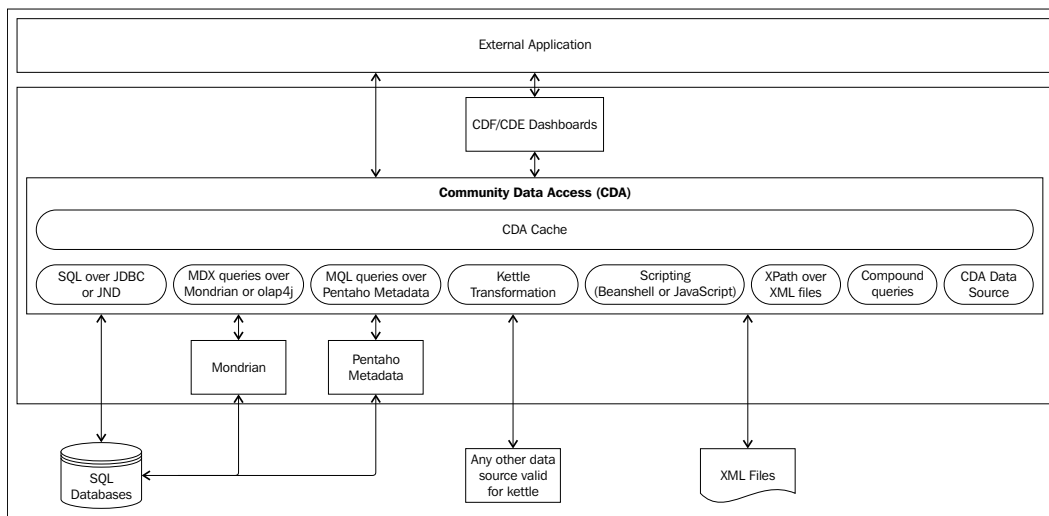 External Application
CDF/CDE Dashboards
Community Data Access (CDA)
CDA Cache
SQL over JDBC
or JND
MDX queries over
Mondrian or olap4j
MQL queries over
Pentaho Metadata
Kettle
Transformation
Scripting
(Beanshell or JavaScript)
XPath over
XML files
Compound
queries
CDA Data
Source
Mondrian
Pentaho
Metadata
SQL
Databases
Any other data
source valid
for kettle
XML Files